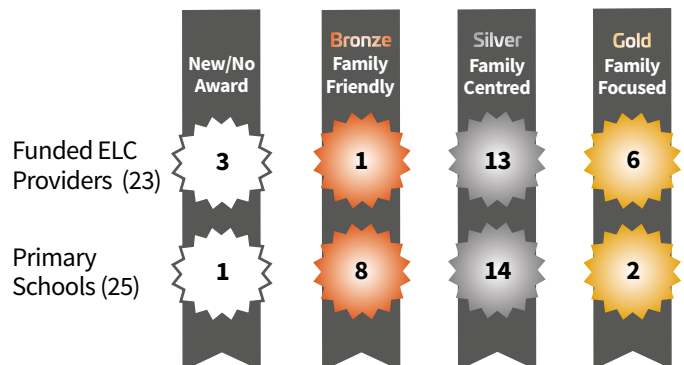 New/No
Award
Bronze
Family
Friendly
Silver
Family
Centred
Gold
Family
Focused
Funded ELC
Providers (23)
3
1
13
6
Primary
Schools (25)
1
8
14
2